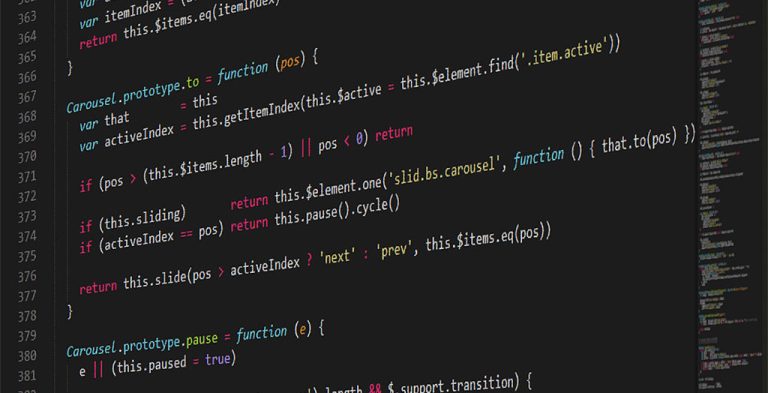 363 var itemIndex =
364 return this.$items.eq(itemIndex)
365 }
366
367 Carousel.prototype.to = function (pos) {
368 var that        = this
369 var activeIndex = this.getItemIndex(this.$active = this.$element.find('.item.active'))
370
371 if (pos > (this.$items.length - 1) || pos < 0) return
372
373 if (this.sliding)       return this.$element.one('slid.bs.carousel', function () { that.to(pos) })
374 if (activeIndex == pos) return this.pause().cycle()
375
376 return this.slide(pos > activeIndex ? 'next' : 'prev', this.$items.eq(pos))
377 }
378
379 Carousel.prototype.pause = function (e) {
380 e || (this.paused = true)
381
.length && $.support.transition) {